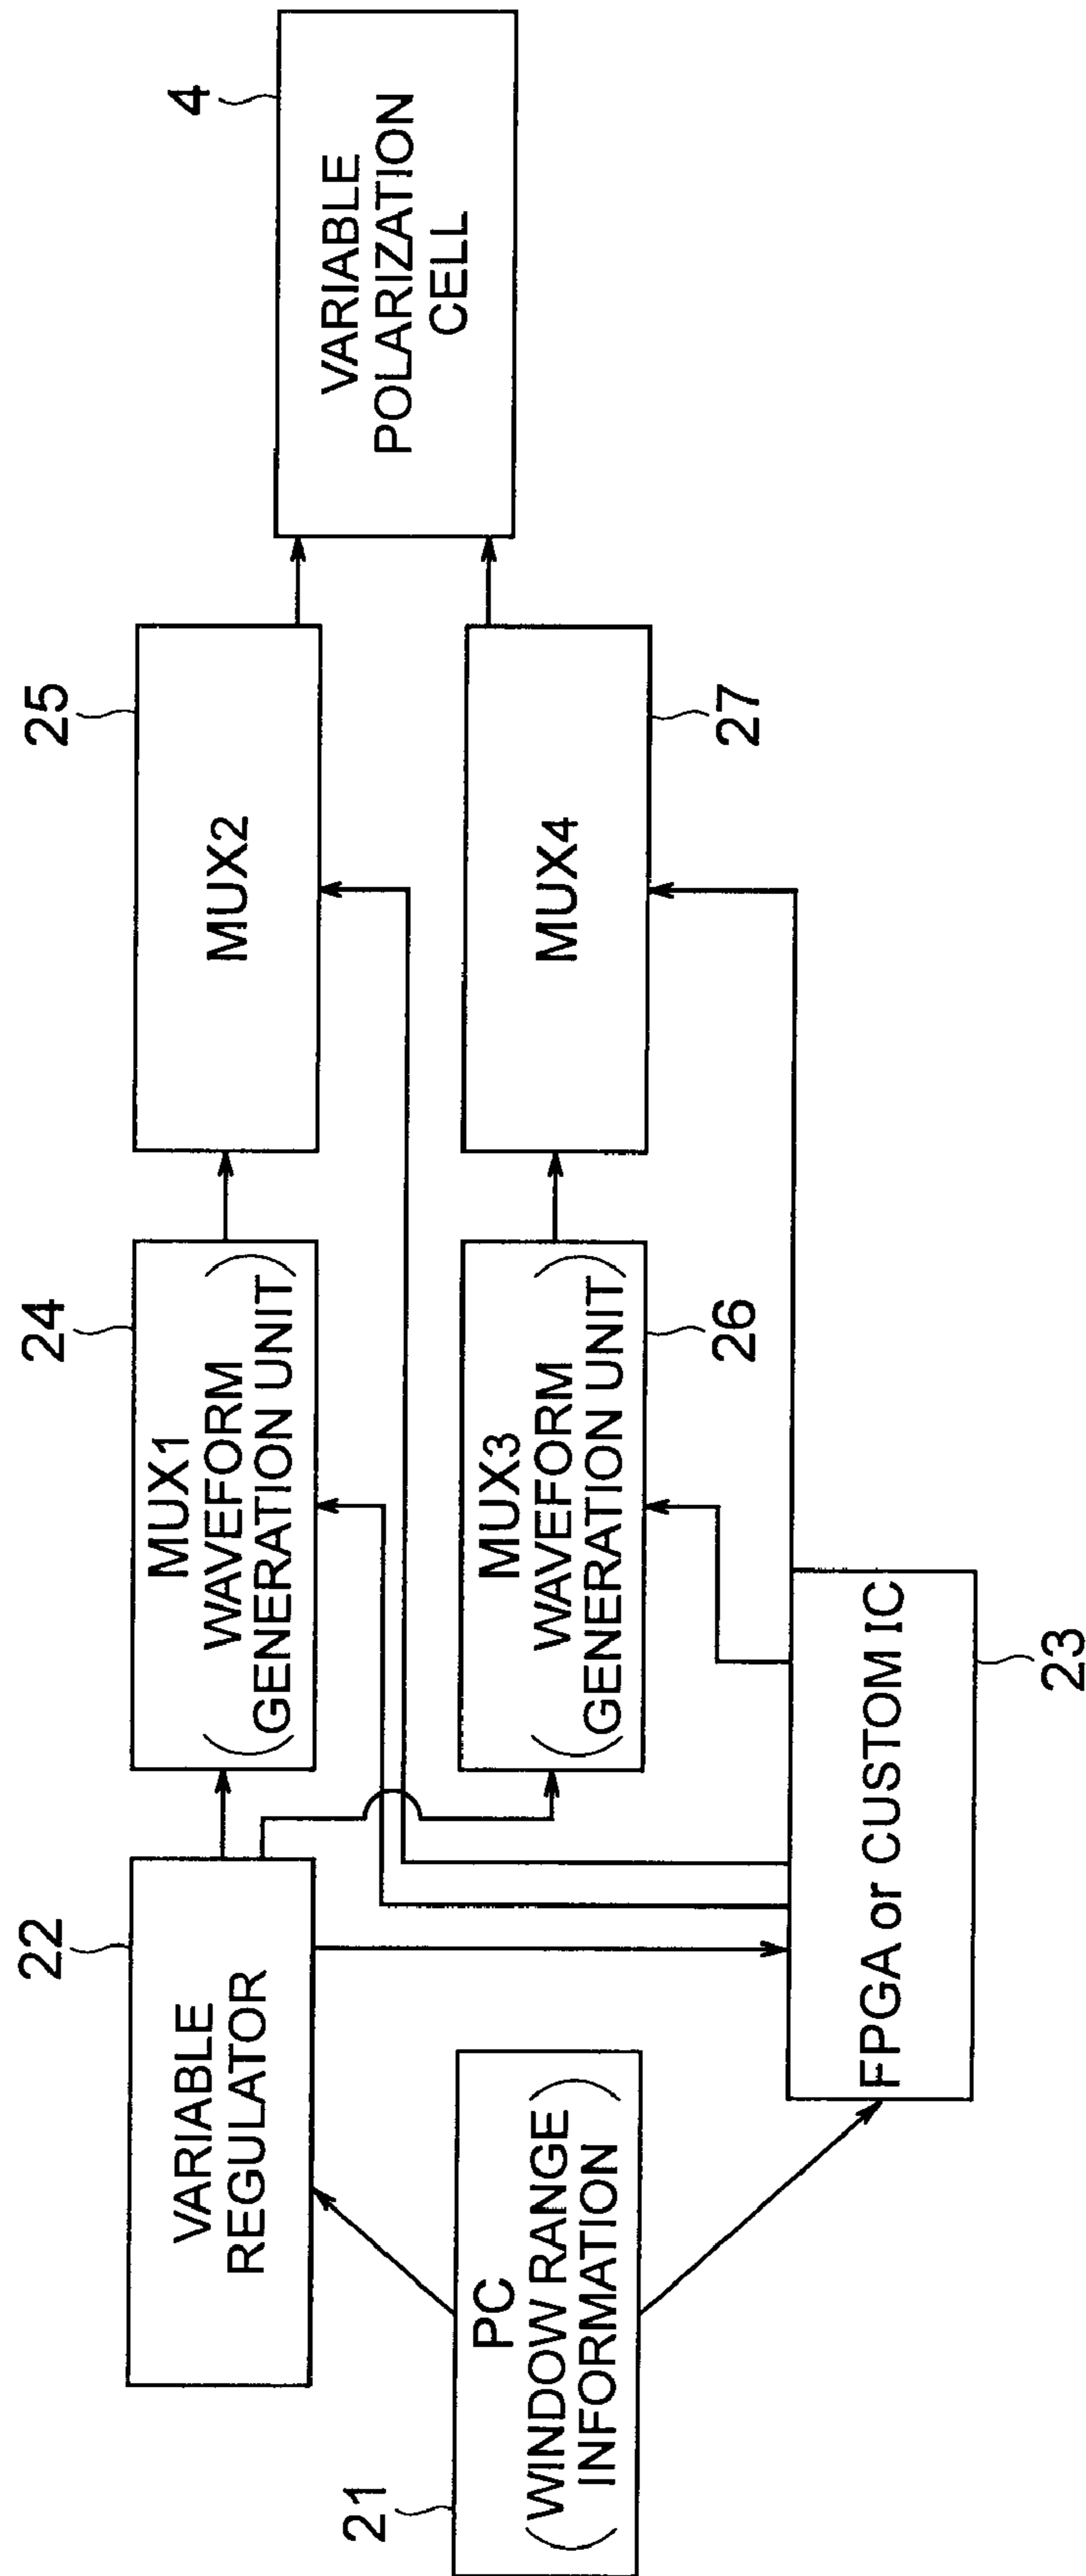 22
VARIABLE
REGULATOR
24
MUX1
WAVEFORM
GENERATION UNIT
25
MUX2
4
VARIABLE
POLARIZATION
CELL
21
PC
WINDOW RANGE
INFORMATION
MUX3
WAVEFORM
GENERATION UNIT
26
MUX4
27
FPGA or CUSTOM IC
23